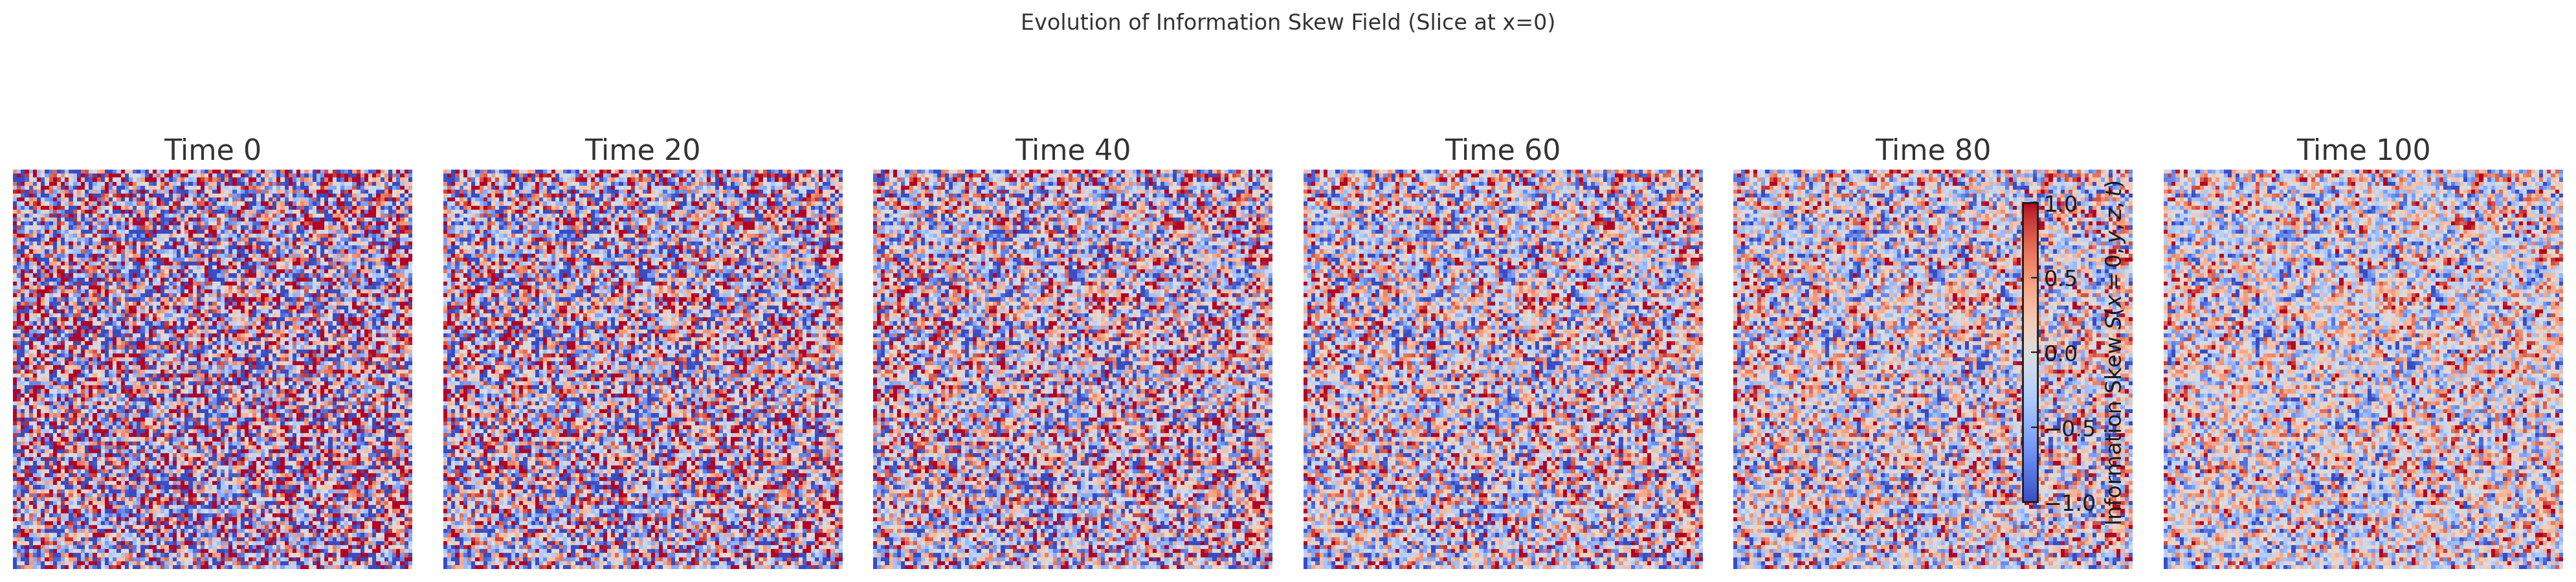 Evolution of Information Skew Field (Slice at x=0)
Time 0
Time 20
Time 40
Time 60
Time 80
Time 100
1.0
0.5
0.0
−0.5
−1.0
Information Skew S(x = 0, y, z, t)